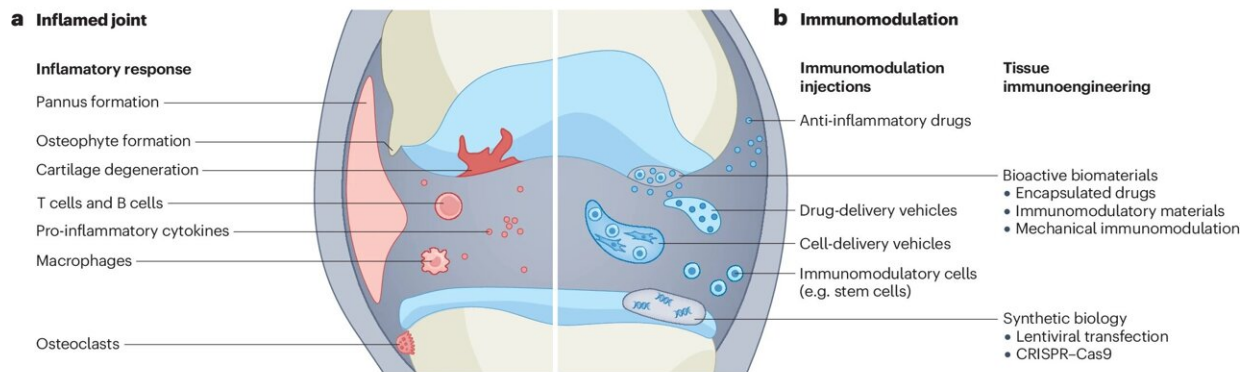 a Inflamed joint
Inflamatory response
Pannus formation
Osteophyte formation
Cartilage degeneration
T cells and B cells
Pro-inflammatory cytokines
Macrophages
Osteoclasts
b Immunomodulation
Immunomodulation
injections
Anti-inflammatory drugs
Drug-delivery vehicles
Cell-delivery vehicles
Immunomodulatory cells
(e.g. stem cells)
Tissue
immunoengineering
Bioactive biomaterials
• Encapsulated drugs
• Immunomodulatory materials
• Mechanical immunomodulation
Synthetic biology
• Lentiviral transfection
• CRISPR–Cas9